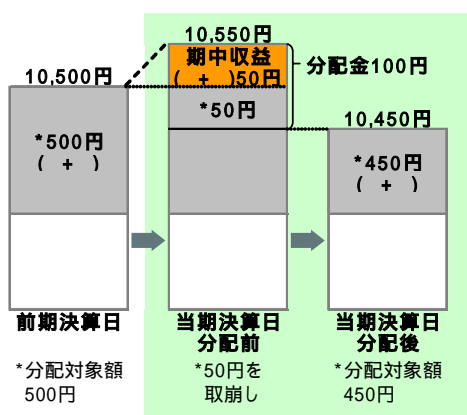 10,550円
期中収益
( + )50円
分配金100円
10,500円
*50円
10,450円
*500円
( + )
*450円
( + )
前期決算日
当期決算日
分配前
当期決算日
分配後
*分配対象額
500円
*50円を
取崩し
*分配対象額
450円